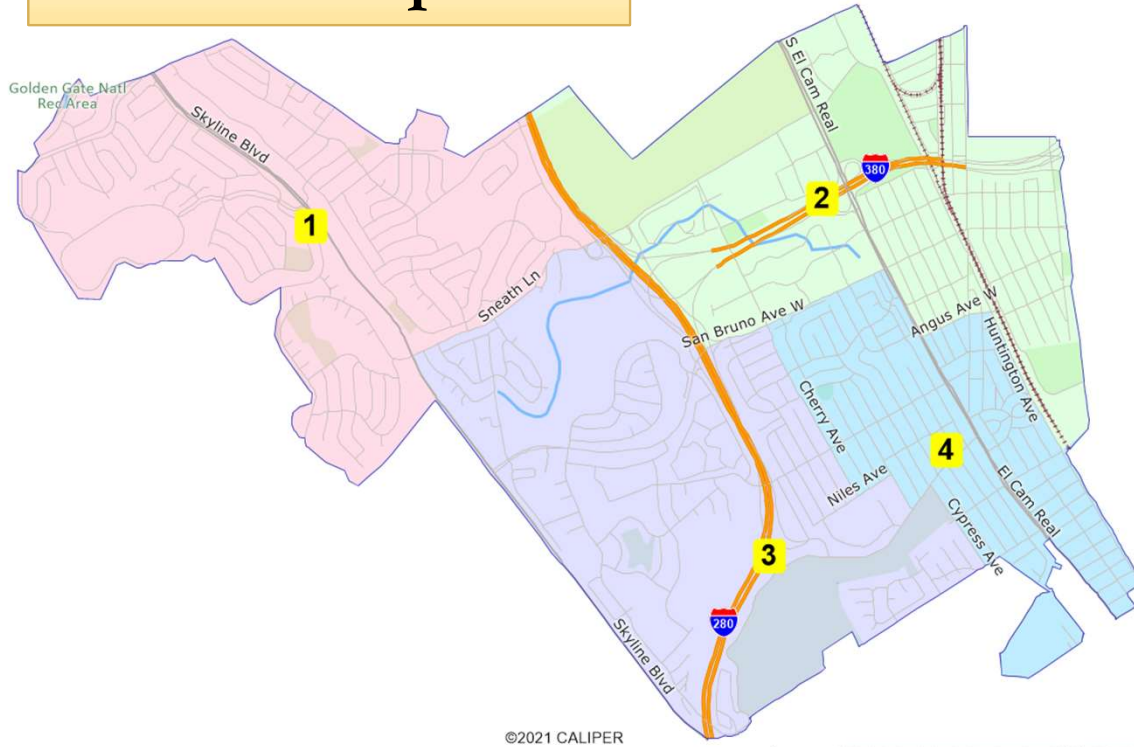 Golden Gate Natl
Rec Area
Skyline Blvd
S El Cam Real
380
2
1
Sneath Ln
San Bruno Ave W
Angus Ave W
Huntington Ave
Cherry Ave
4
Niles Ave
El Cam Real
Cypress Ave
3
280
Skyline Blvd
©2021 CALIPER